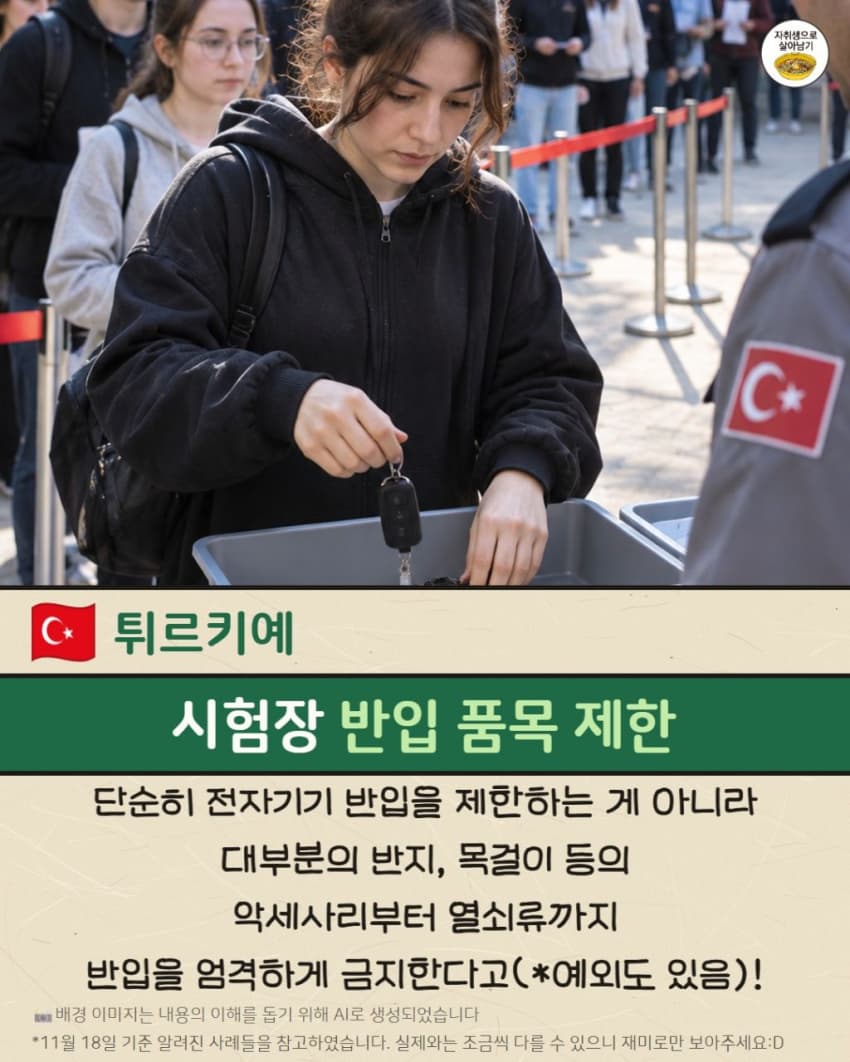 자취생으로
살아남기
튀르키예
시험장 반입 품목 제한
단순히 전자기기 반입을 제한하는 게 아니라
대부분의 반지, 목걸이 등의
악세사리부터 열쇠류까지
반입을 엄격하게 금지한다고(*예외도 있음)!
배경 이미지는 내용의 이해를 돕기 위해 AI로 생성되었습니다
*11월 18일 기준 알려진 사례들을 참고하였습니다. 실제와는 조금씩 다를 수 있으니 재미로만 보아주세요:D